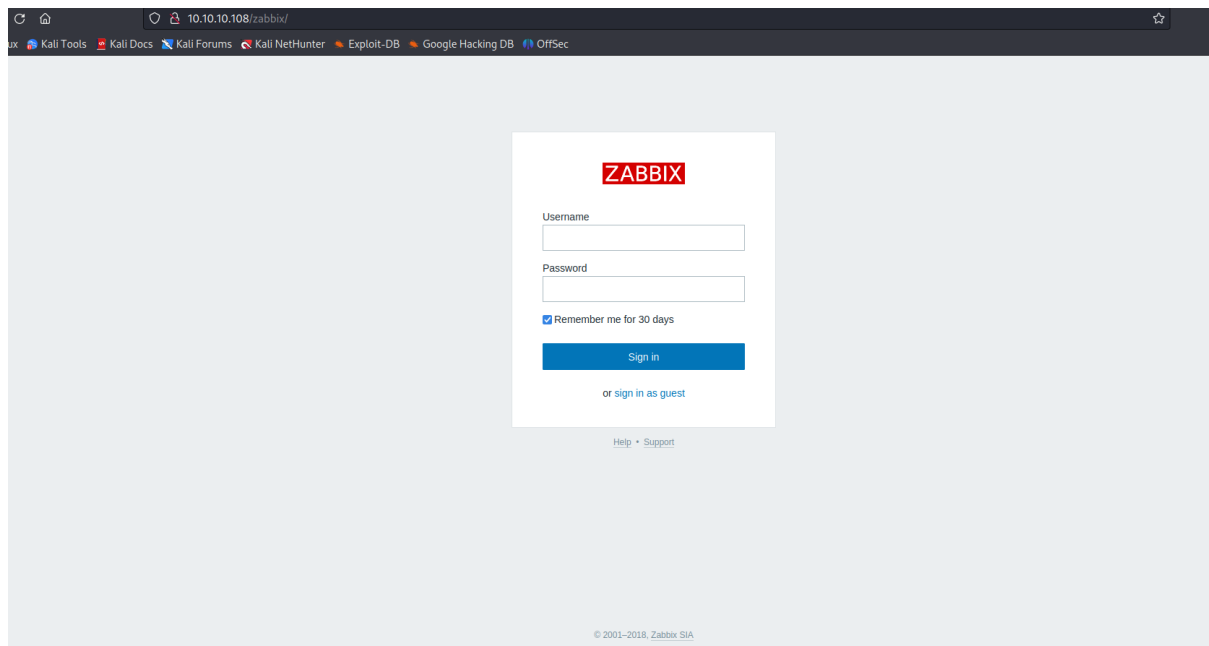 10.10.10.108/zabbix/
ux Kali Tools Kali Docs Kali Forums Kali NetHunter Exploit-DB Google Hacking DB OffSec
ZABBIX
Username
Password
Remember me for 30 days
Sign in
or sign in as guest
Help • Support
© 2001–2018, Zabbix SIA